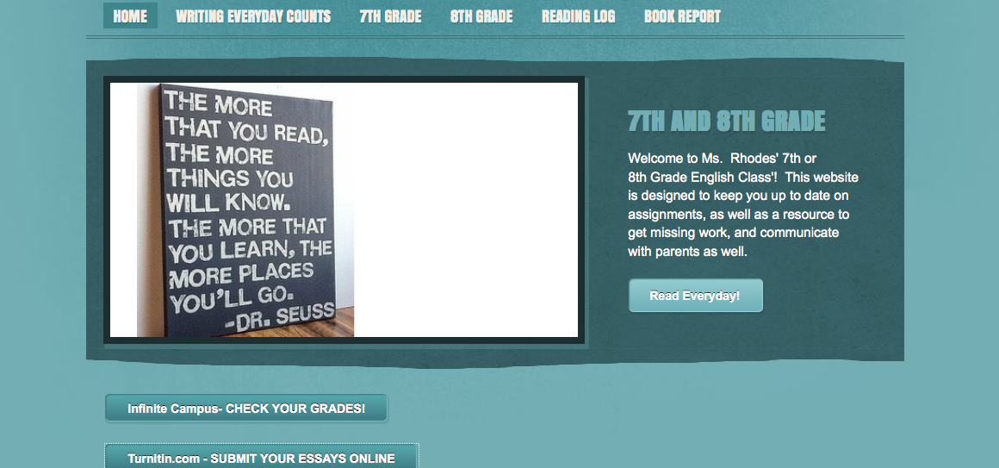 HOME WRITING EVERYDAY COUNTS 7TH GRADE 8TH GRADE READING LOG BOOK REPORT
THE MORE
THAT YOU READ,
THE MORE
THINGS YOU
WILL KNOW.
THE MORE THAT
YOU LEARN, THE
MORE PLACES
YOU'LL GO.
-DR. SEUSS
7TH AND 8TH GRADE
Welcome to Ms.  Rhodes' 7th or
8th Grade English Class'!  This website
is designed to keep you up to date on
assignments, as well as a resource to
get missing work, and communicate
with parents as well.
Read Everyday!
Infinite Campus- CHECK YOUR GRADES!
Turnitin.com - SUBMIT YOUR ESSAYS ONLINE